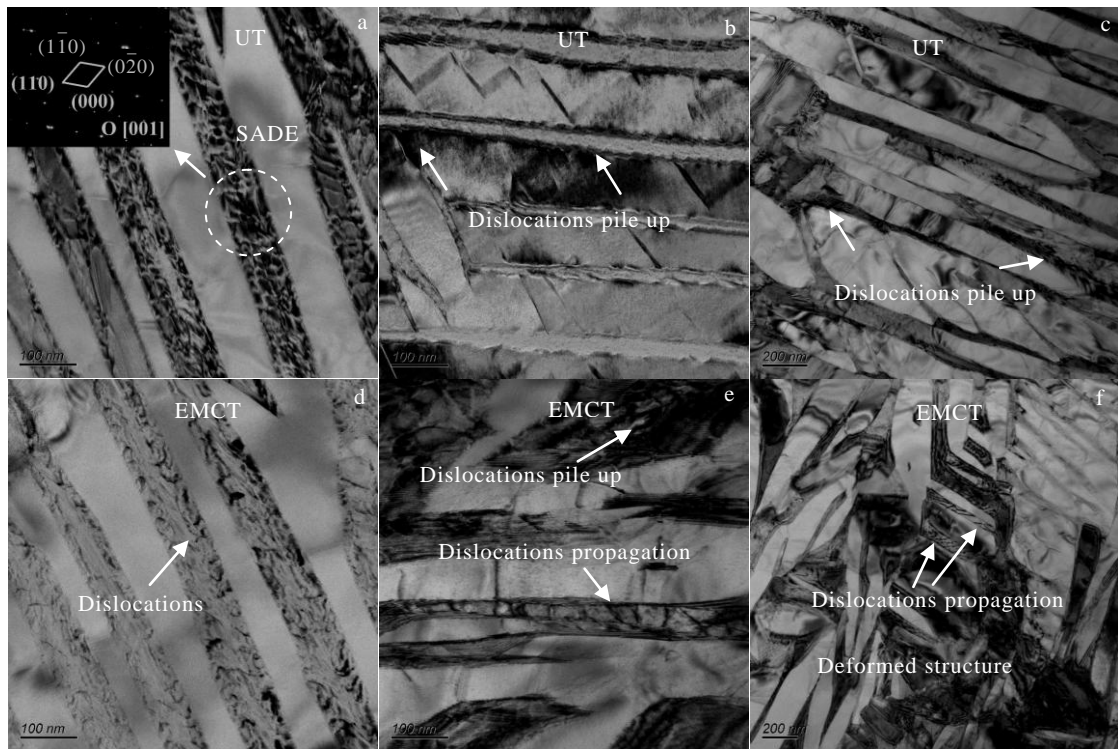 a
UT
(11̄0)
(02̄0)
(110)
(000)
O [001]
SADE
100 nm
b
UT
Dislocations pile up
100 nm
c
UT
Dislocations pile up
200 nm
d
EMCT
Dislocations
100 nm
e
EMCT
Dislocations pile up
Dislocations propagation
100 nm
f
EMCT
Dislocations propagation
Deformed structure
200 nm